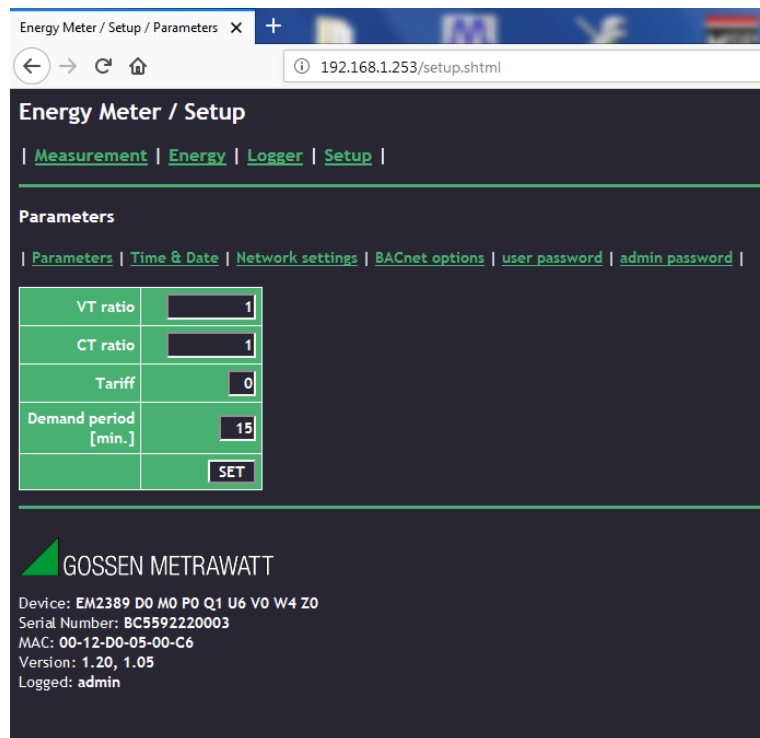 Energy Meter / Setup / Parameters
192.168.1.253/setup.shtml
Energy Meter / Setup
| Measurement | Energy | Logger | Setup |
Parameters
| Parameters | Time & Date | Network settings | BACnet options | user password | admin password |
VT ratio 1
CT ratio 1
Tariff 0
Demand period
[min.] 15
SET
GOSSEN METRAWATT
Device: EM2389 D0 M0 P0 Q1 U6 V0 W4 Z0
Serial Number: BC5592220003
MAC: 00-12-D0-05-00-C6
Version: 1.20, 1.05
Logged: admin